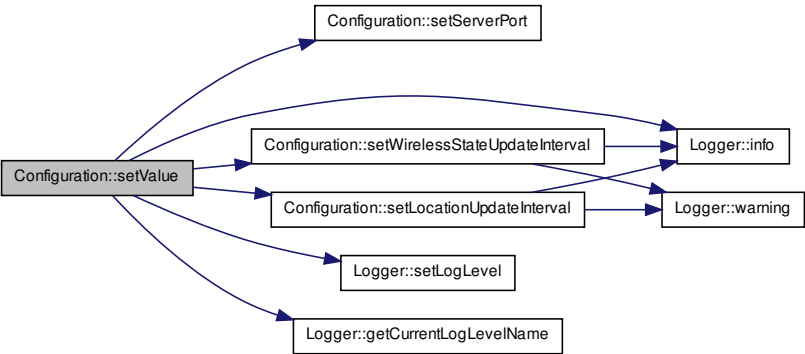 Configuration::setServerPort
Configuration::setWirelessStateUpdateInterval
Logger::info
Configuration::setValue
Configuration::setLocationUpdateInterval
Logger::warning
Logger::setLogLevel
Logger::getCurrentLogLevelName